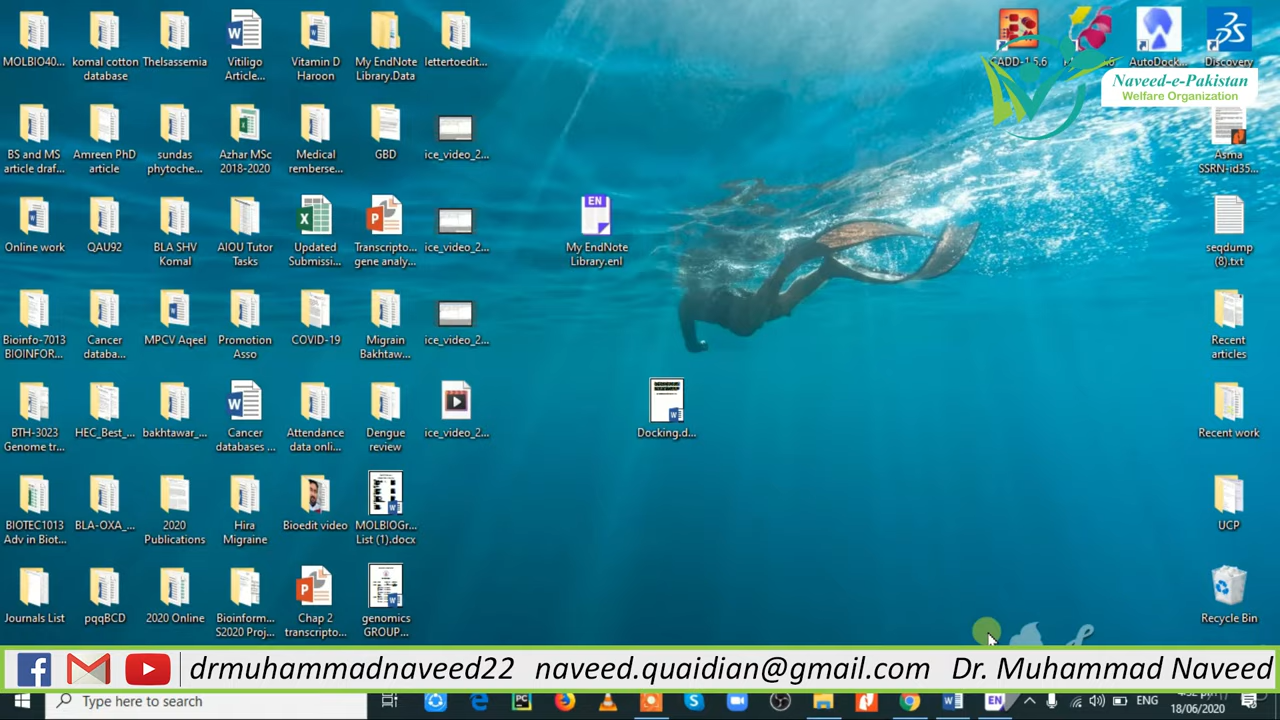 MOLBIO40...
komal cotton
database
Thelsassemia
Vitiligo
Article...
Vitamin D
Haroon
My EndNote
Library.Data
lettertoedit...
CADD-1.5.6
AutoDock...
Discovery
Naveed-e-Pakistan
Welfare Organization
BS and MS
article draf...
Amreen PhD
article
sundas
phytoche...
Azhar MSc
2018-2020
Medical
remberse...
GBD
ice_video_2...
Asma
SSRN-id35...
Online work
QAU92
BLA SHV
Komal
AIOU Tutor
Tasks
Updated
Submissi...
Transcripto...
gene analy...
ice_video_2...
EN
My EndNote
Library.enl
seqdump
(8).txt
Bioinfo-7013
BIOINFOR...
Cancer
databa...
MPCV Aqeel
Promotion
Asso
COVID-19
Migrain
Bakhtaw...
ice_video_2...
Recent
articles
BTH-3023
Genome tr...
HEC_Best_...
bakhtawar_...
Cancer
databases ...
Attendance
data onli...
Dengue
review
ice_video_2...
Docking.d...
Recent work
BIOTEC1013
Adv in Biot...
BLA-OXA_...
2020
Publications
Hira
Migraine
Bioedit video
MOLBIOGr...
List (1).docx
UCP
Journals List
pqqBCD
2020 Online
Bioinform...
S2020 Proj...
Chap 2
transcripto...
genomics
GROUP...
Recycle Bin
drmuhammadnaveed22 naveed.quaidian@gmail.com Dr. Muhammad Naveed
Type here to search
EN
ENG
18/06/2020